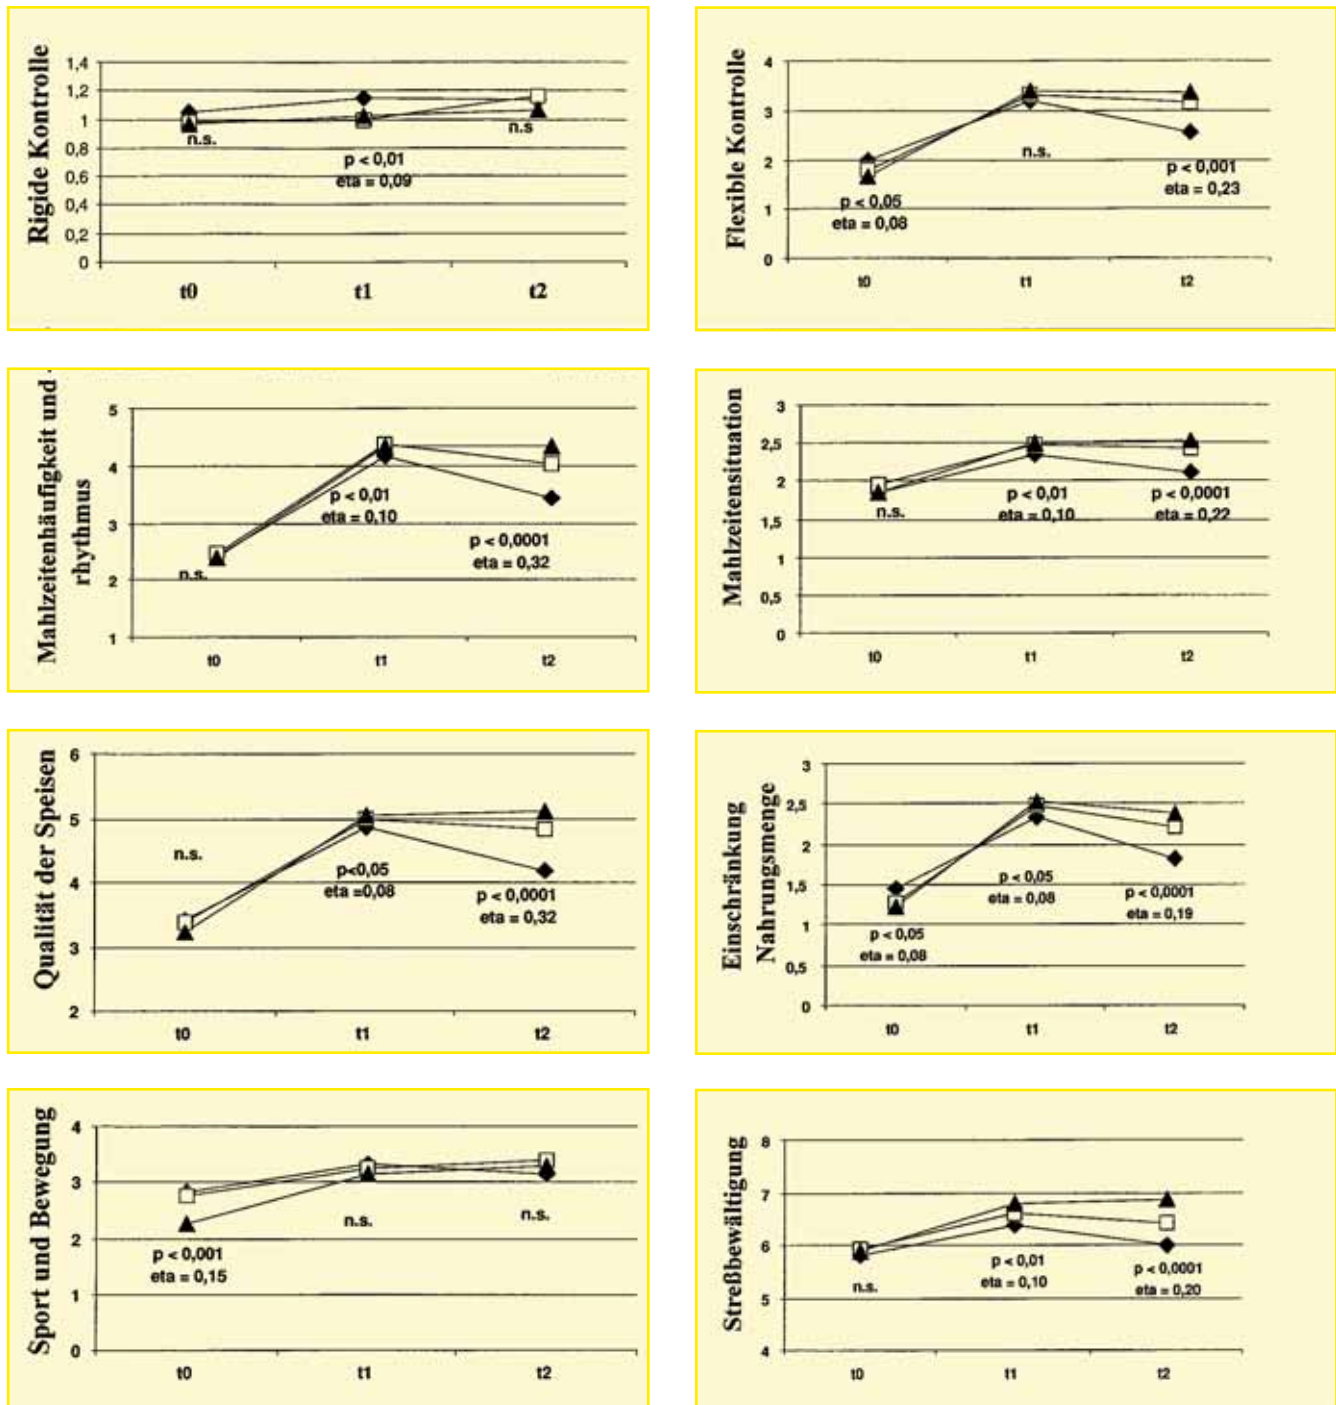 Rigide Kontrolle
1,4
1,2
1
0,8
0,6
0,4
0,2
0
n.s.
p < 0,01
eta = 0,09
n.s
t0 t1 t2
Flexible Kontrolle
4
3
2
1
0
p < 0,05
eta = 0,08
n.s.
p < 0,001
eta = 0,23
t0 t1 t2
Mahlzeitenhäufigkeit und -
rhythmus
5
4
3
2
1
n.s.
p < 0,01
eta = 0,10
p < 0,0001
eta = 0,32
t0 t1 t2
Mahlzeitensituation
3
2,5
2
1,5
1
0,5
0
n.s.
p < 0,01
eta = 0,10
p < 0,0001
eta = 0,22
t0 t1 t2
Qualität der Speisen
6
5
4
3
2
n.s.
p<0,05
eta =0,08
p < 0,0001
eta = 0,32
t0 t1 t2
Einschränkung
Nahrungsmenge
3
2,5
2
1,5
1
0,5
0
p < 0,05
eta = 0,08
p < 0,05
eta = 0,08
p < 0,0001
eta = 0,19
t0 t1 t2
Sport und Bewegung
4
3
2
1
0
p < 0,001
eta = 0,15
n.s.
n.s.
t0 t1 t2
Streßbewältigung
8
7
6
5
4
n.s.
p < 0,01
eta = 0,10
p < 0,0001
eta = 0,20
t0 t1 t2